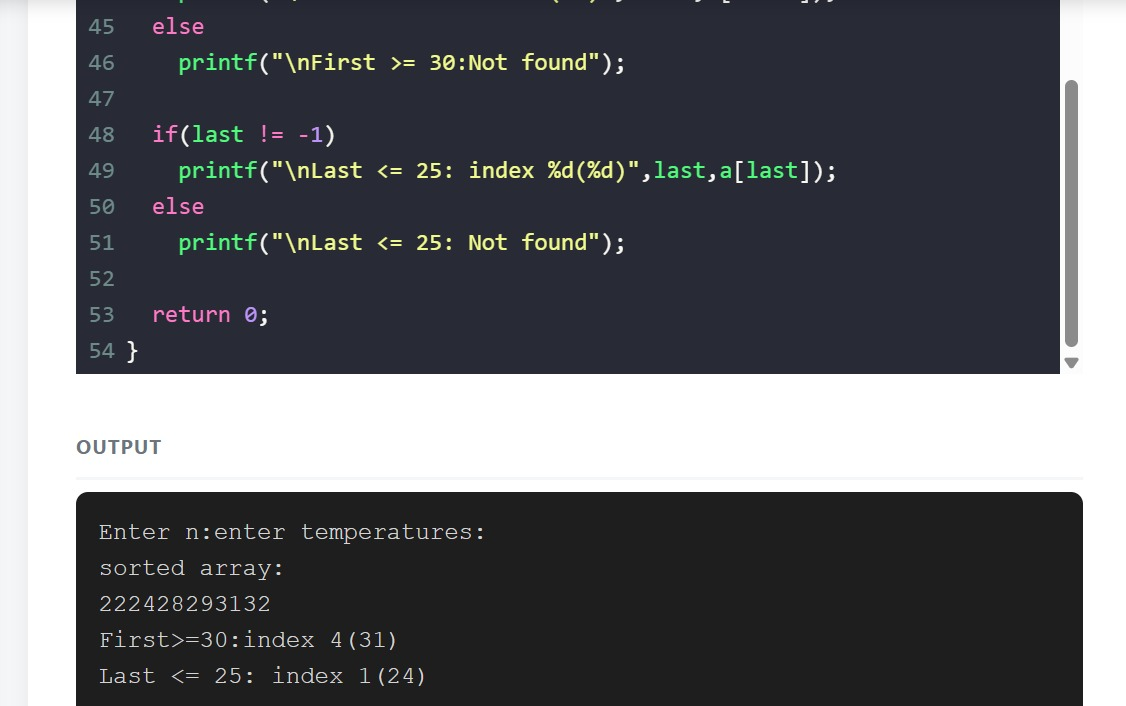 45 else
46 printf("\nFirst >= 30:Not found");
47
48 if(last != -1)
49 printf("\nLast <= 25: index %d(%d)",last,a[last]);
50 else
51 printf("\nLast <= 25: Not found");
52
53 return 0;
54 }
OUTPUT
Enter n:enter temperatures:
sorted array:
222428293132
First>=30:index 4(31)
Last <= 25: index 1(24)